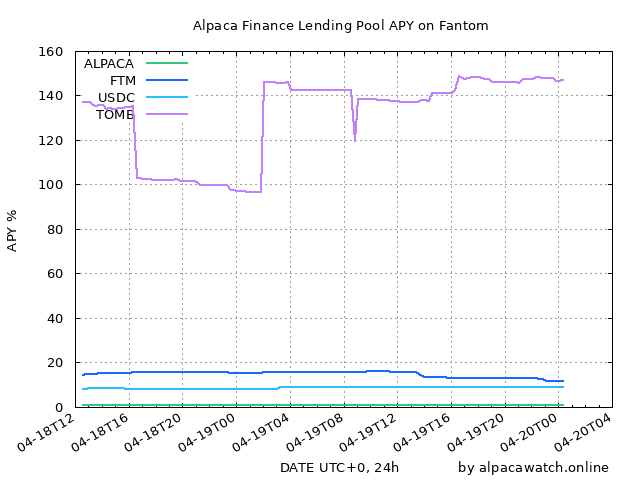 Alpaca Finance Lending Pool APY on Fantom
160
140
120
100
80
60
40
20
0
APY %
ALPACA
FTM
USDC
TOMB
04-18T12
04-18T16
04-18T20
04-19T00
04-19T04
04-19T08
04-19T12
04-19T16
04-19T20
04-20T00
04-20T04
DATE UTC+0, 24h
by alpacawatch.online